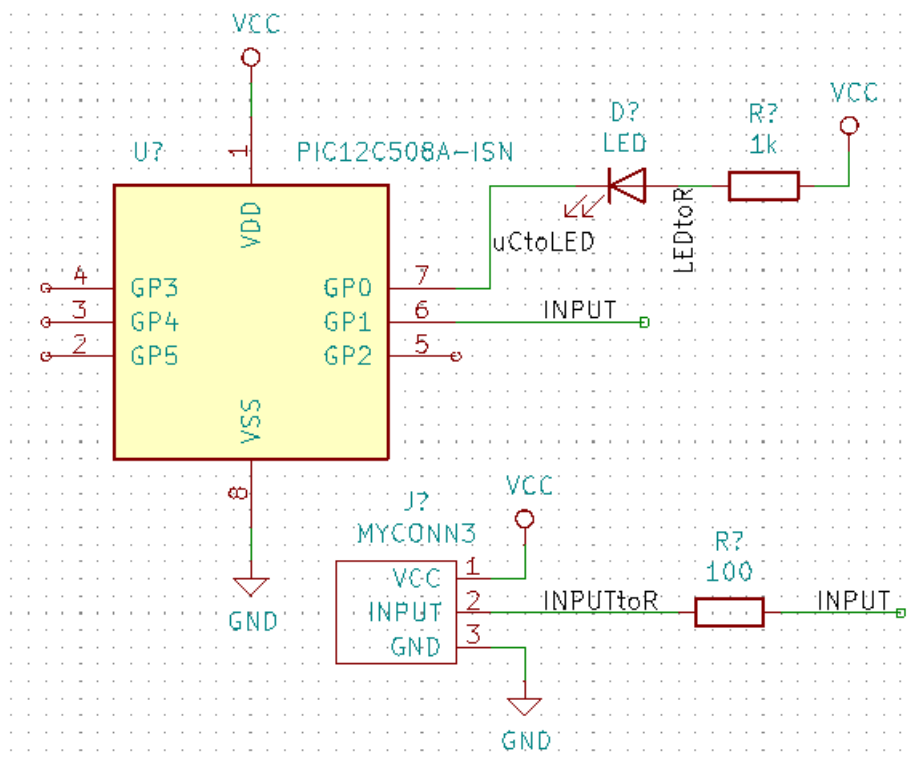 VCC
U?
1
PIC12C508A-ISN
VDD
4
GP3
3
GP4
2
GP5
GP0
7
GP1
6
GP2
5
VSS
8
GND
D?
LED
uCtoLED
LEDtoR
R?
1k
VCC
INPUT
J?
MYCONN3
VCC
1
INPUT
2
GND
3
VCC
GND
INPUTtoR
R?
100
INPUT